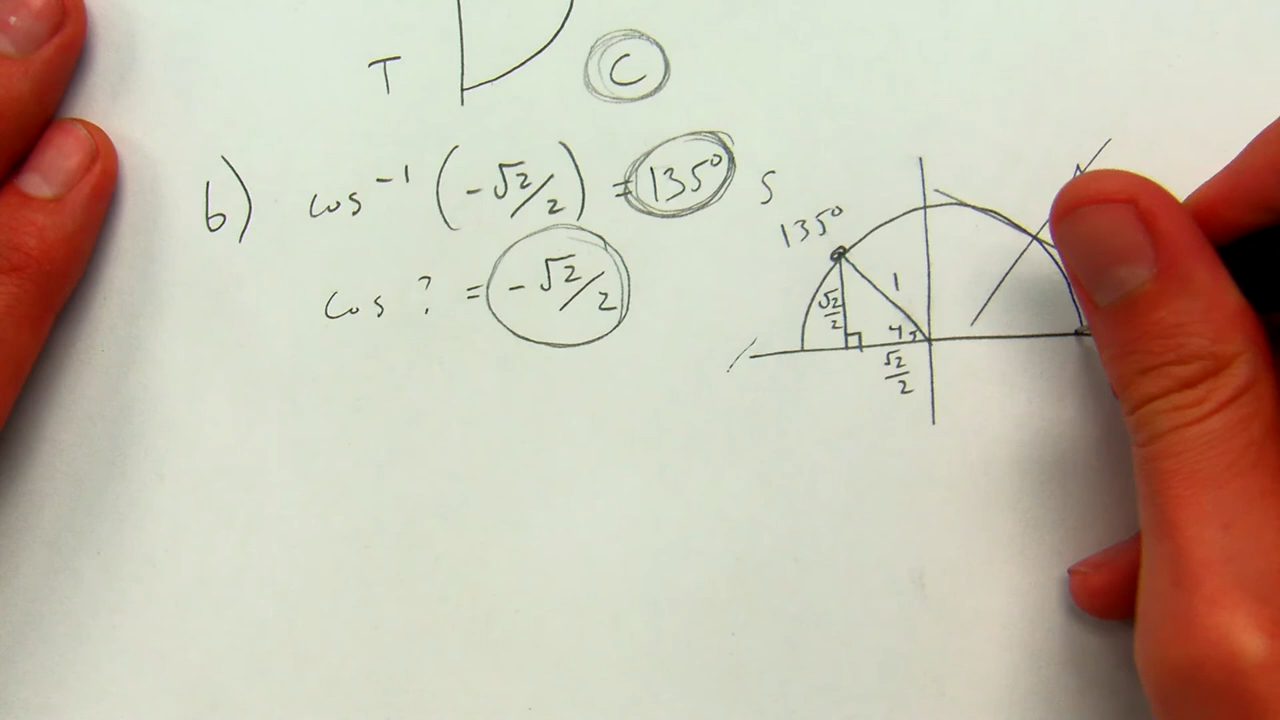 T C
b) cos⁻¹ (-√2/2) = 135° S
cos ? = -√2/2
135°
1
√2/2
45
√2/2